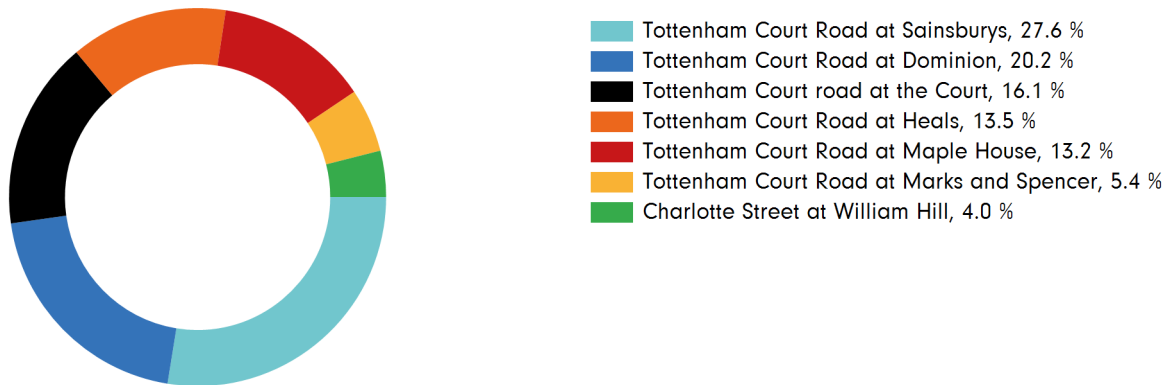 Tottenham Court Road at Sainsburys, 27.6 %
Tottenham Court Road at Dominion, 20.2 %
Tottenham Court road at the Court, 16.1 %
Tottenham Court Road at Heals, 13.5 %
Tottenham Court Road at Maple House, 13.2 %
Tottenham Court Road at Marks and Spencer, 5.4 %
Charlotte Street at William Hill, 4.0 %